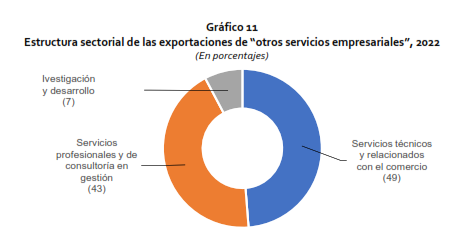 Gráfico 11
Estructura sectorial de las exportaciones de “otros servicios empresariales”, 2022
(En porcentajes)
Ivestigación
y desarrollo
(7)
Servicios
profesionales y de
consultoría en
gestión
(43)
Servicios técnicos
y relacionados
con el comercio
(49)